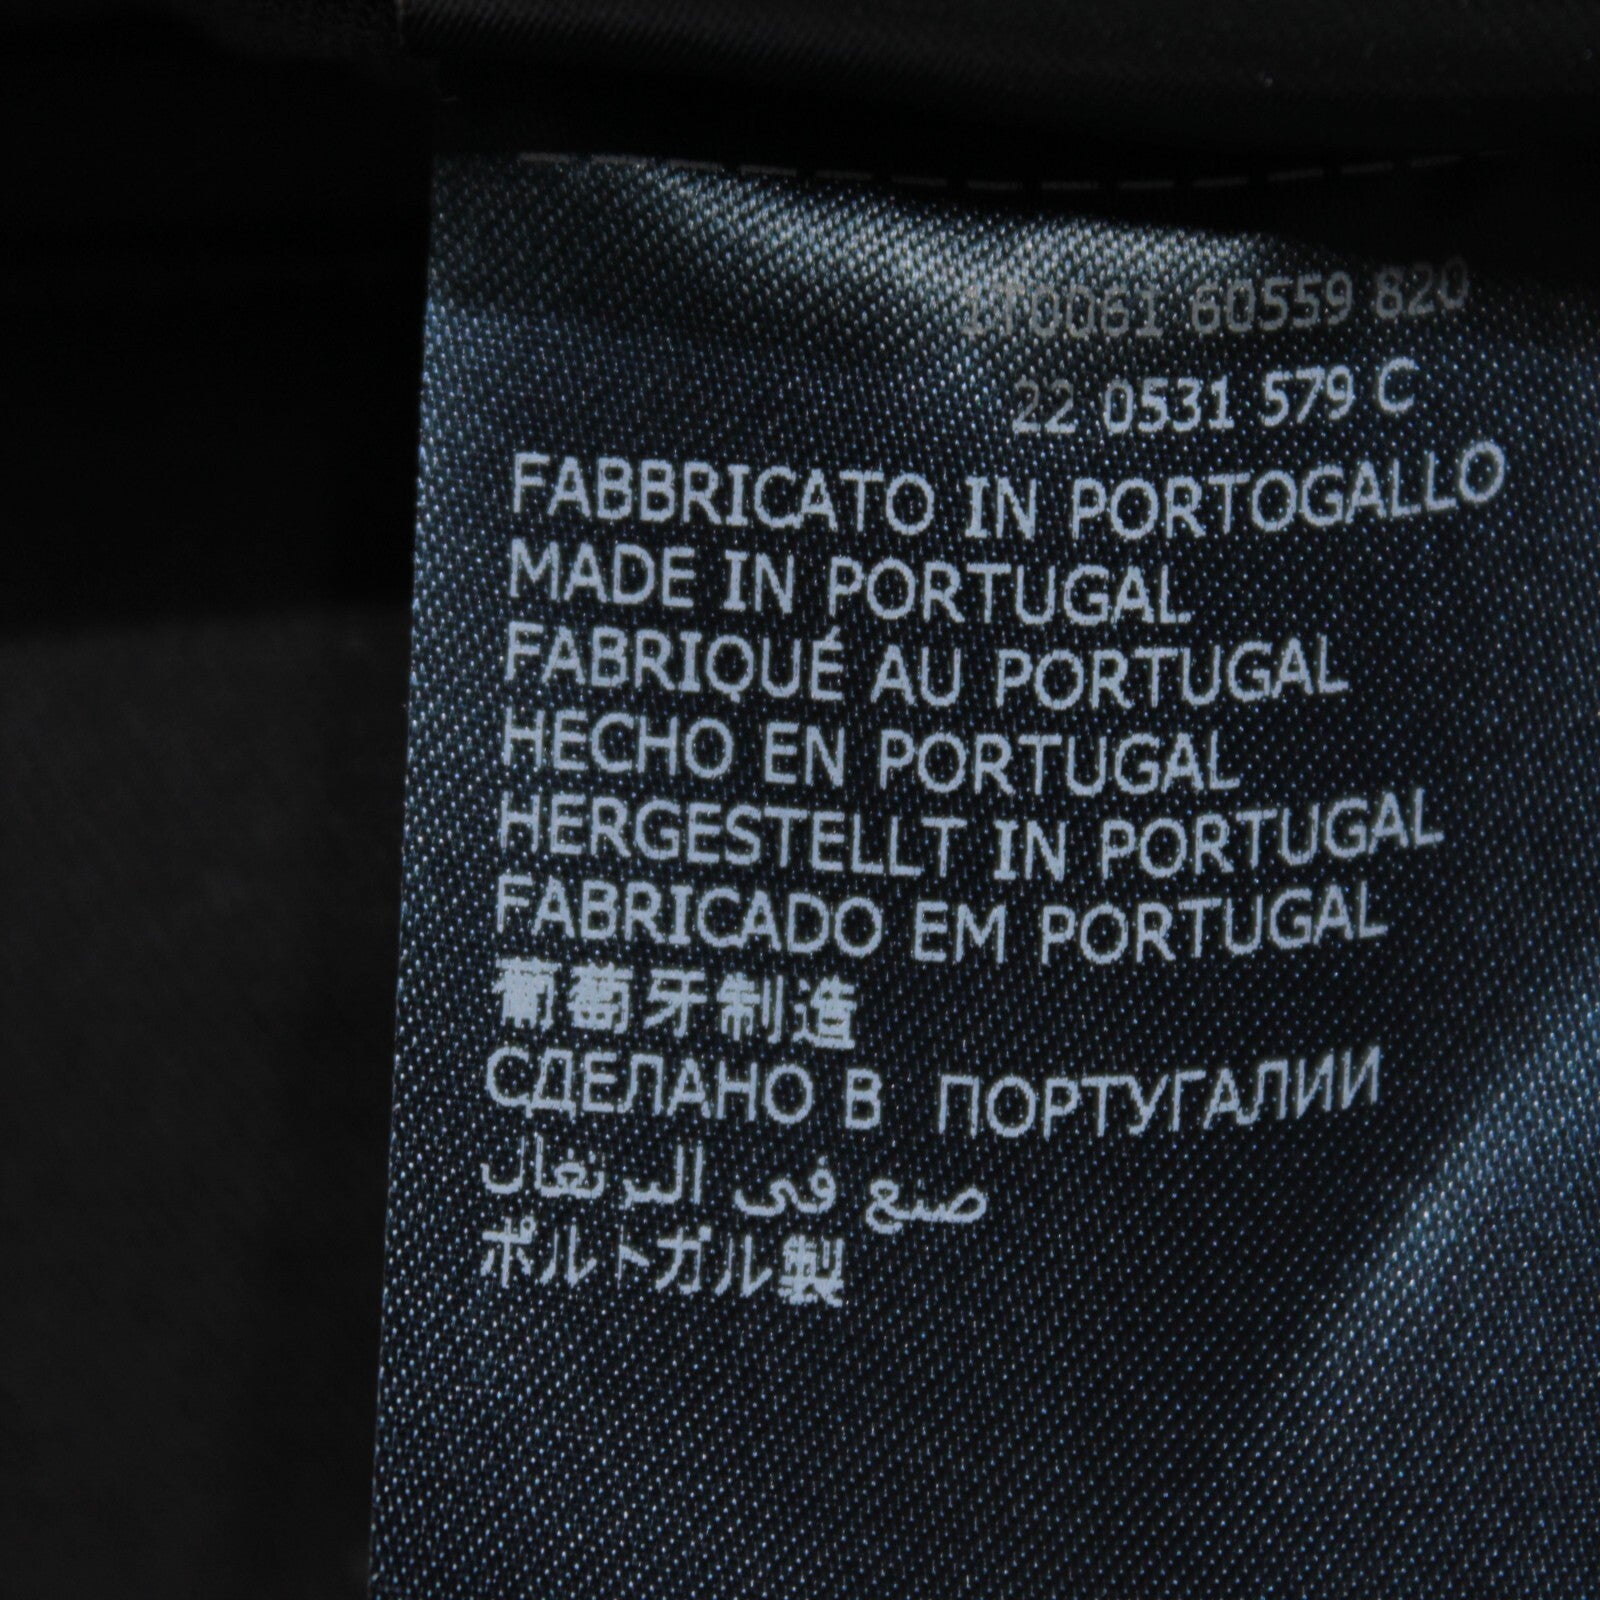 1T0061 60559 820
22 0531 579 C
FABBRICATO IN PORTOGALLO
MADE IN PORTUGAL
FABRIQUÉ AU PORTUGAL
HECHO EN PORTUGAL
HERGESTELLT IN PORTUGAL
FABRICADO EM PORTUGAL
葡萄牙制造
СДЕЛАНО В ПОРТУГАЛИИ
صنع فى البرتغال
ポルトガル製